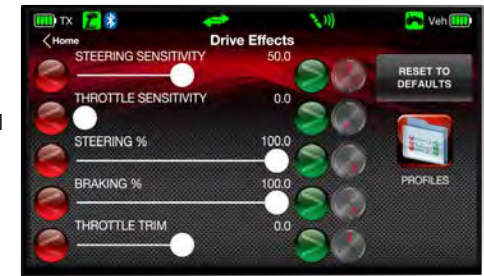 TX Veh
<Home Drive Effects
STEERING SENSITIVITY 50.0
RESET TO
DEFAULTS
THROTTLE SENSITIVITY 0.0
STEERING % 100.0
BRAKING % 100.0
PROFILES
THROTTLE TRIM 0.0